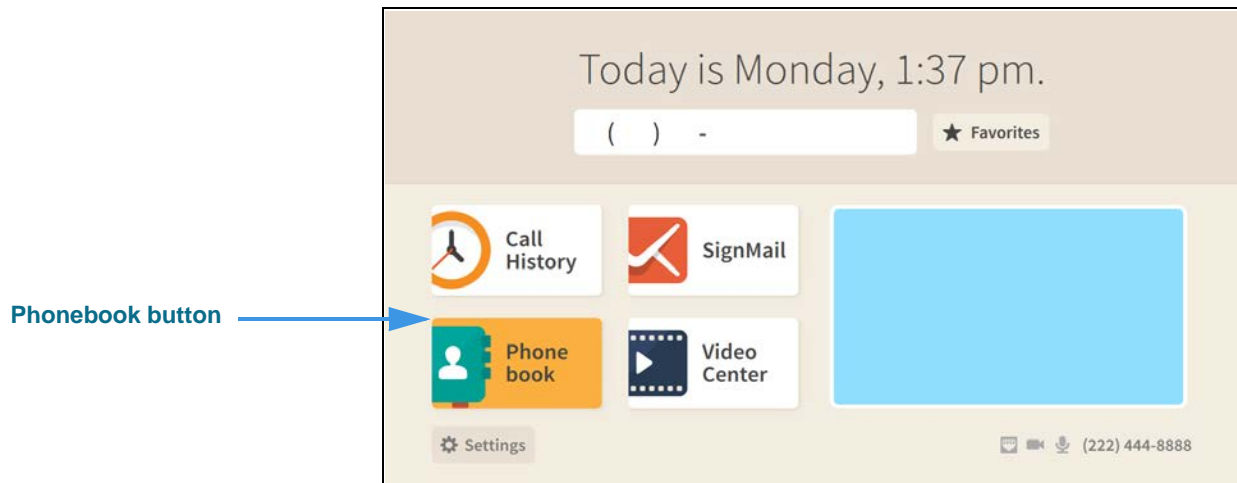 Today is Monday, 1:37 pm.
( ) -
Favorites
Call
History
SignMail
Phonebook button
Phone
book
Video
Center
Settings
(222) 444-8888